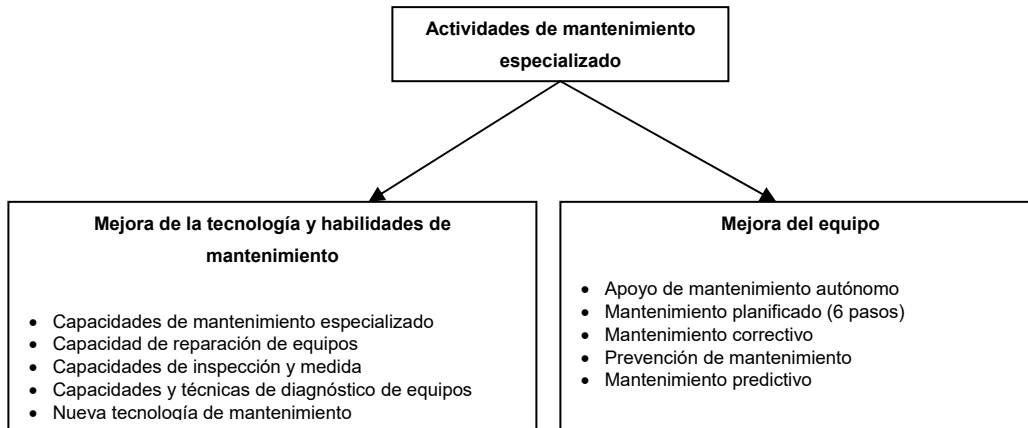 Actividades de mantenimiento
especializado
Mejora de la tecnología y habilidades de
mantenimiento
• Capacidades de mantenimiento especializado
• Capacidad de reparación de equipos
• Capacidades de inspección y medida
• Capacidades y técnicas de diagnóstico de equipos
• Nueva tecnología de mantenimiento
Mejora del equipo
• Apoyo de mantenimiento autónomo
• Mantenimiento planificado (6 pasos)
• Mantenimiento correctivo
• Prevención de mantenimiento
• Mantenimiento predictivo